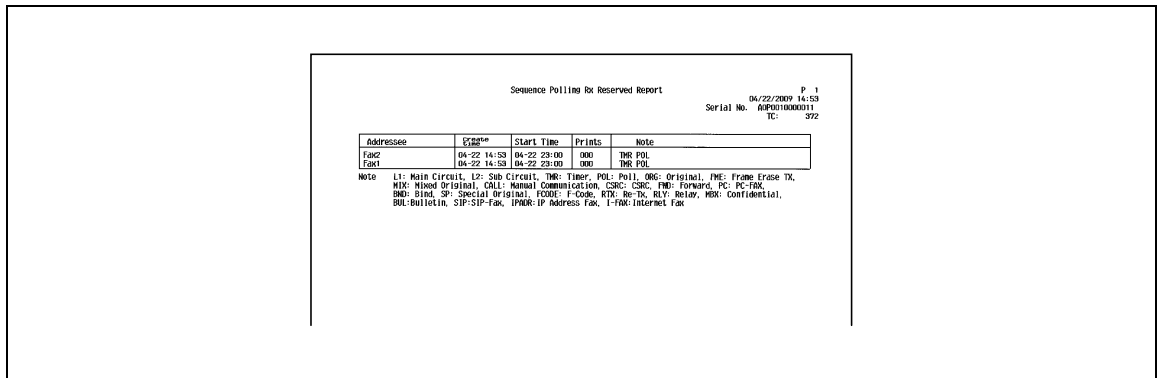 Sequence Polling Rx Reserved Report
P 1
04/22/2009 14:53
Serial No. A0P0010000011
TC: 372
Addressee Create time Start Time Prints Note
Fax2 04-22 14:53 04-22 23:00 000 TMR POL
Fax1 04-22 14:53 04-22 23:00 000 TMR POL
Note L1: Main Circuit, L2: Sub Circuit, TMR: Timer, POL: Poll, ORG: Original, FME: Frame Erase TX,
MIX: Mixed Original, CALL: Manual Communication, CSRC: CSRC, FWD: Forward, PC: PC-FAX,
BND: Bind, SP: Special Original, FCODE: F-Code, RTX: Re-Tx, RLY: Relay, MBX: Confidential,
BUL:Bulletin, SIP:SIP-Fax, IPADR:IP Address Fax, I-FAX:Internet Fax